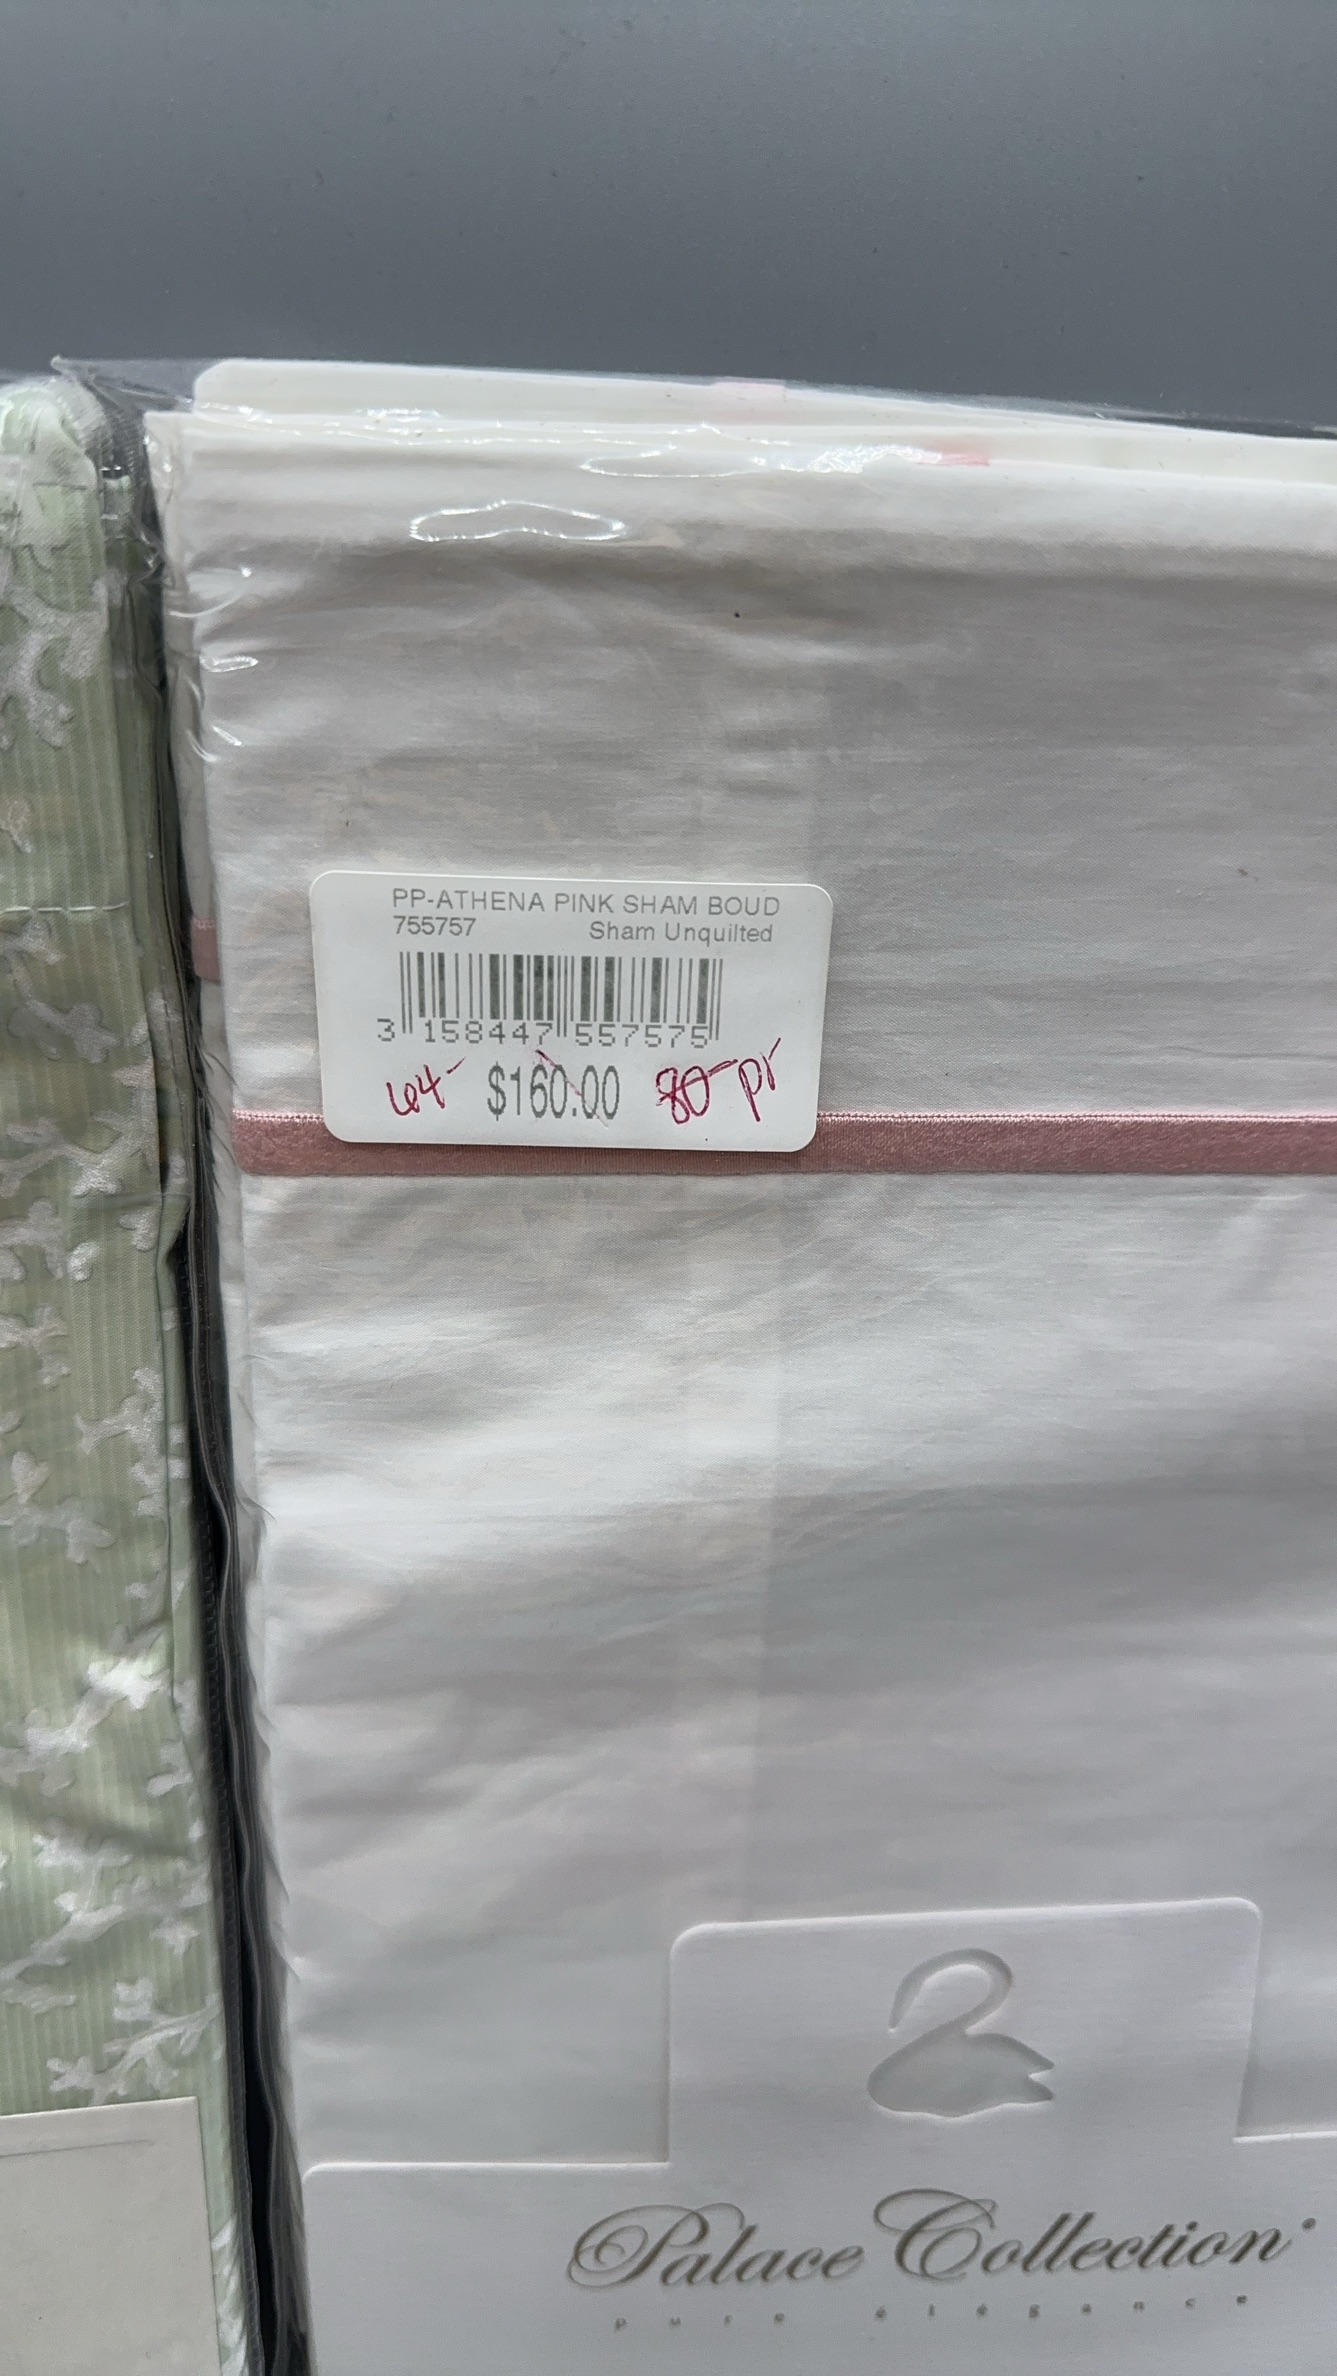 PP-ATHENA PINK SHAM BOUD
755757 Sham Unquilted
3 158447 557575
64- $160.00 80- pr
Palace Collection
pure élégance